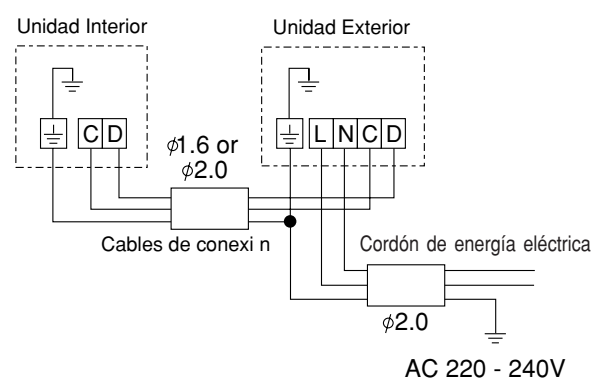 Unidad Interior
Unidad Exterior
C D
L N C D
ϕ1.6 or
ϕ2.0
Cables de conexi n
Cordón de energía eléctrica
ϕ2.0
AC 220 - 240V